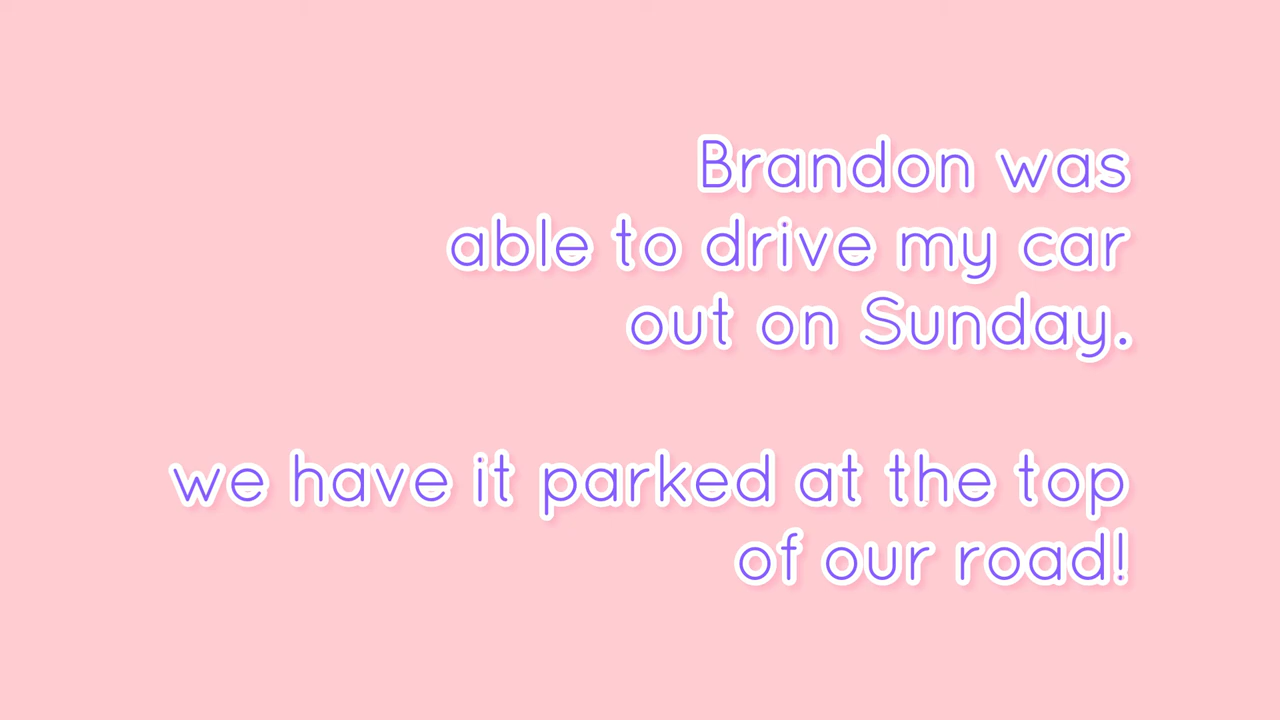 Brandon was
able to drive my car
out on Sunday.
we have it parked at the top
of our road!